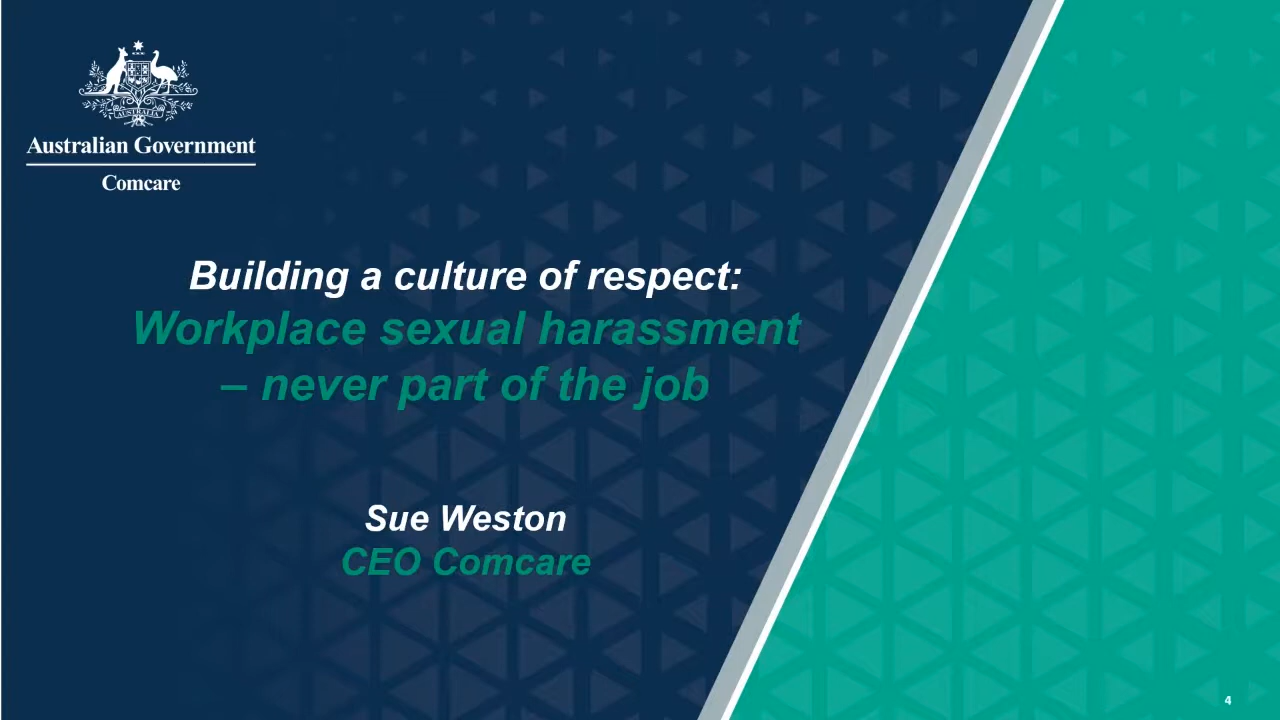 AUSTRALIA
Australian Government
Comcare
Building a culture of respect:
Workplace sexual harassment
– never part of the job
Sue Weston
CEO Comcare
4